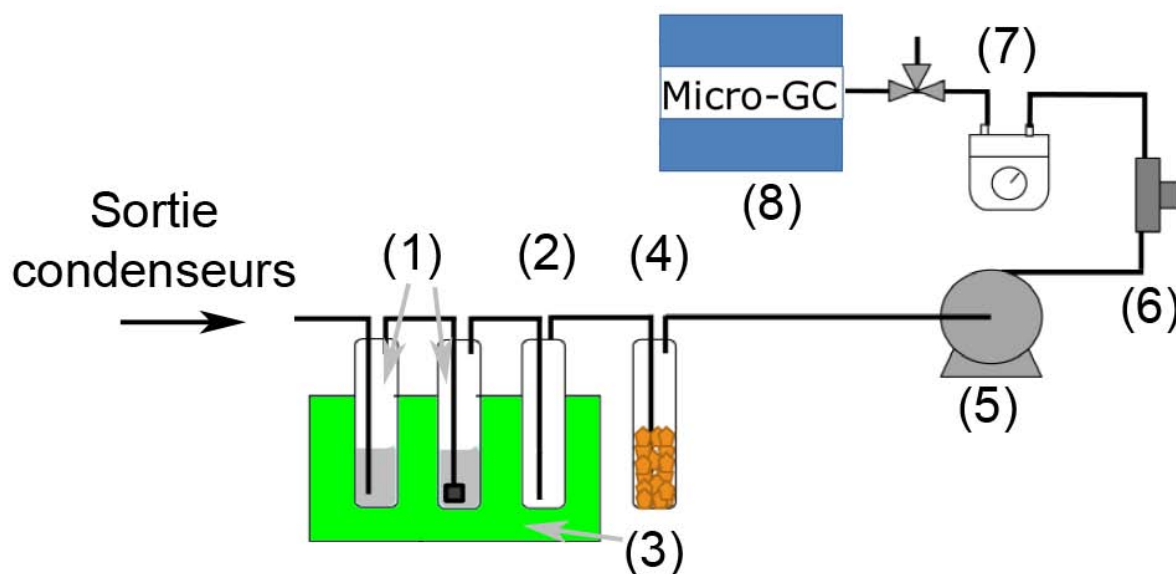 (7)
Micro-GC
(8)
Sortie
condenseurs
(1)
(2)
(4)
(6)
(5)
(3)